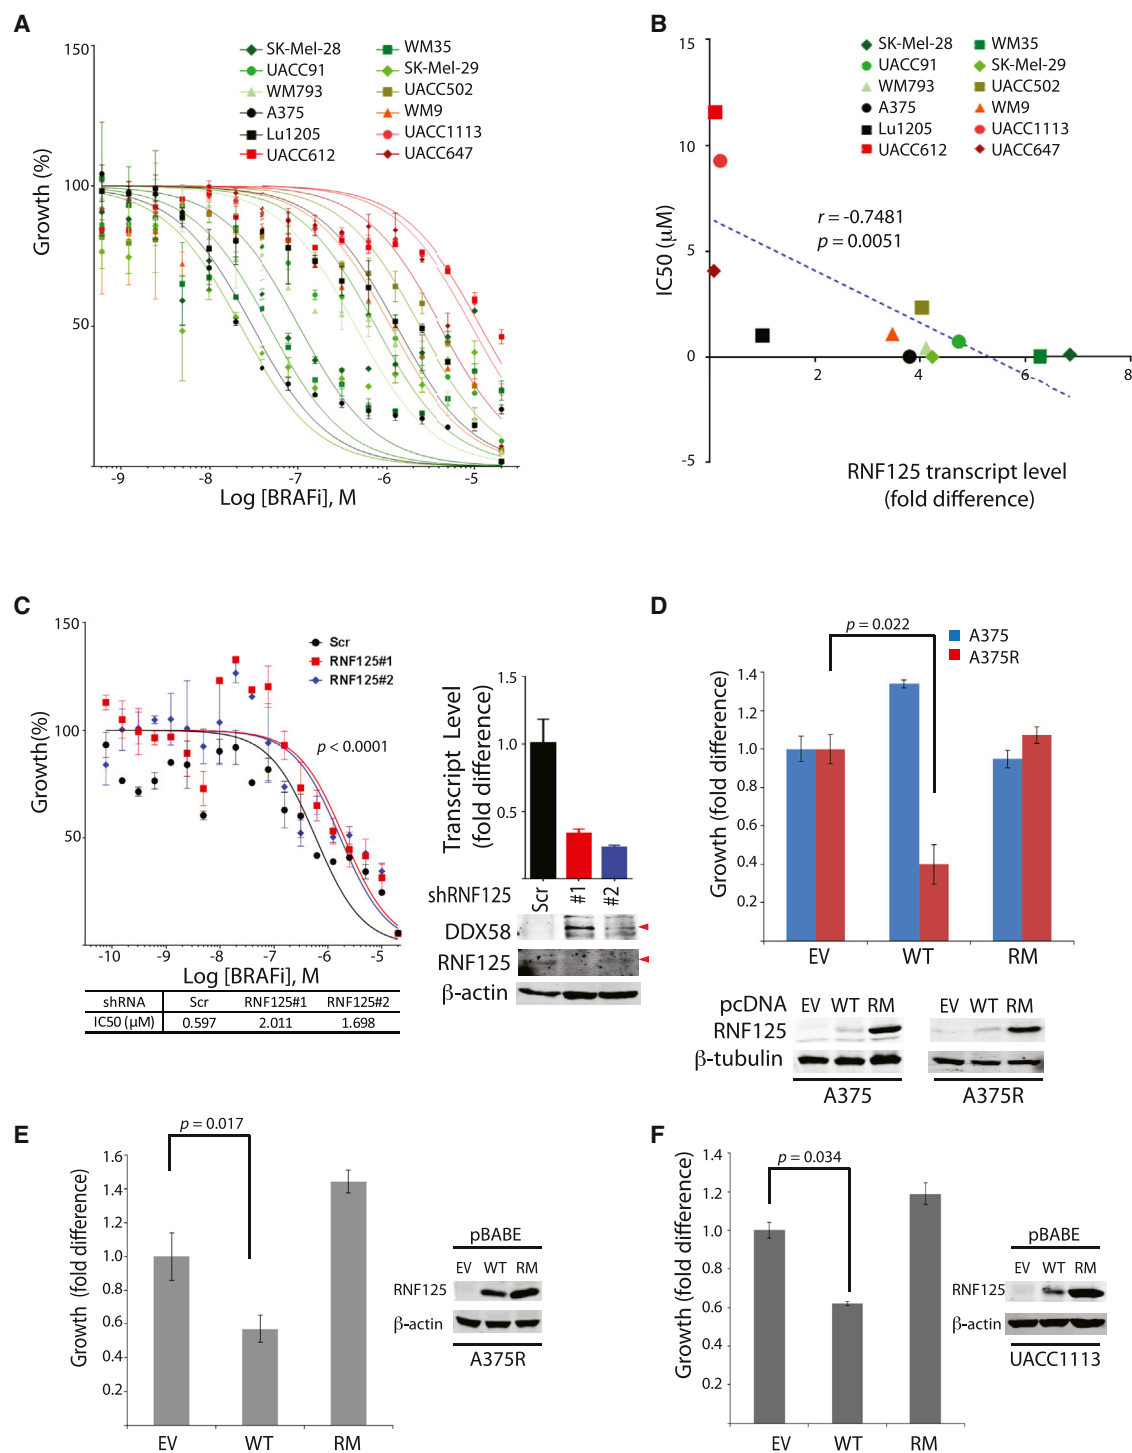 A
150
100
50
Growth (%)
SK-Mel-28
UACC91
WM793
A375
Lu1205
UACC612
WM35
SK-Mel-29
UACC502
WM9
UACC1113
UACC647
-9
-8
-7
-6
-5
Log [BRAFi], M
B
15
10
5
0
-5
IC50 (µM)
SK-Mel-28
UACC91
WM793
A375
Lu1205
UACC612
WM35
SK-Mel-29
UACC502
WM9
UACC1113
UACC647
r = -0.7481
p = 0.0051
2
4
6
8
RNF125 transcript level
(fold difference)
C
150
100
50
Growth(%)
Scr
RNF125#1
RNF125#2
p < 0.0001
-10
-9
-8
-7
-6
-5
Log [BRAFi], M
shRNA Scr RNF125#1 RNF125#2
IC50 (µM) 0.597 2.011 1.698
1.5
1.0
0.5
Transcript Level
(fold difference)
shRNF125 Scr #1 #2
DDX58
RNF125
β-actin
D
p = 0.022
A375
A375R
1.4
1.2
1.0
0.8
0.6
0.4
0.2
Growth (fold difference)
EV WT RM
pcDNA EV WT RM EV WT RM
RNF125
β-tubulin
A375 A375R
E
p = 0.017
1.6
1.4
1.2
1.0
0.8
0.6
0.4
0.2
Growth (fold difference)
EV WT RM
pBABE
EV WT RM
RNF125
β-actin
A375R
F
p = 0.034
1.4
1.2
1.0
0.8
0.6
0.4
0.2
Growth (fold difference)
EV WT RM
pBABE
EV WT RM
RNF125
β-actin
UACC1113